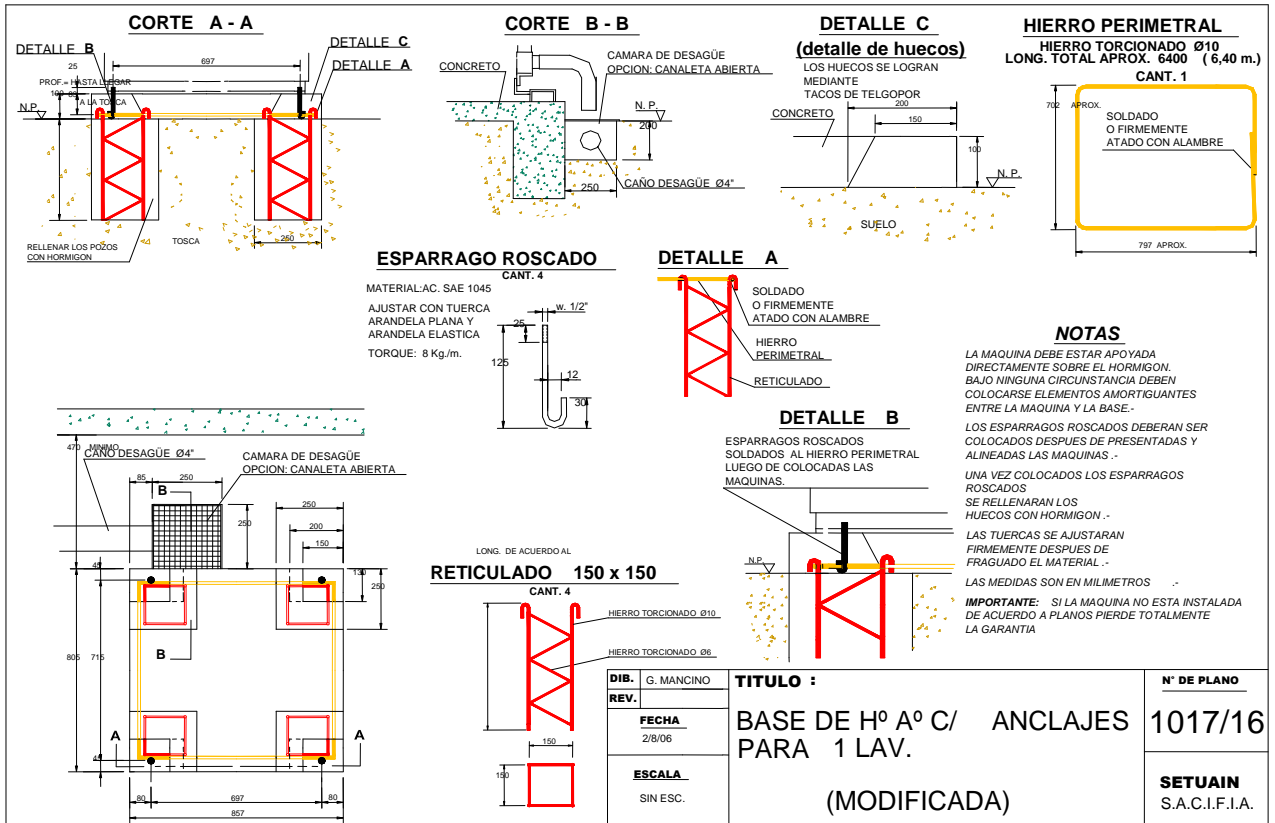 CORTE A - A
DETALLE B
DETALLE C
DETALLE A
697
25
PROF.= HASTA LLEGAR
A LA TOSCA
100
N.P.
RELLENAR LOS POZOS
CON HORMIGON
TOSCA
250
CORTE B - B
CONCRETO
CAMARA DE DESAGÜE
OPCION: CANALETA ABIERTA
N. P.
200
CAÑO DESAGÜE Ø4"
250
DETALLE C
(detalle de huecos)
LOS HUECOS SE LOGRAN
MEDIANTE
TACOS DE TELGOPOR
CONCRETO
200
150
100
N. P.
SUELO
HIERRO PERIMETRAL
HIERRO TORCIONADO Ø10
LONG. TOTAL APROX. 6400 ( 6,40 m.)
CANT. 1
702 APROX.
SOLDADO
O FIRMEMENTE
ATADO CON ALAMBRE
797 APROX.
ESPARRAGO ROSCADO
CANT. 4
MATERIAL:AC. SAE 1045
AJUSTAR CON TUERCA
ARANDELA PLANA Y
ARANDELA ELASTICA
TORQUE: 8 Kg./m.
w. 1/2"
25
125
12
30
DETALLE A
SOLDADO
O FIRMEMENTE
ATADO CON ALAMBRE
HIERRO
PERIMETRAL
RETICULADO
NOTAS
LA MAQUINA DEBE ESTAR APOYADA
DIRECTAMENTE SOBRE EL HORMIGON.
BAJO NINGUNA CIRCUNSTANCIA DEBEN
COLOCARSE ELEMENTOS AMORTIGUANTES
ENTRE LA MAQUINA Y LA BASE.-
LOS ESPARRAGOS ROSCADOS DEBERAN SER
COLOCADOS DESPUES DE PRESENTADAS Y
ALINEADAS LAS MAQUINAS .-
UNA VEZ COLOCADOS LOS ESPARRAGOS
ROSCADOS
SE RELLENARAN LOS
HUECOS CON HORMIGON .-
LAS TUERCAS SE AJUSTARAN
FIRMEMENTE DESPUES DE
FRAGUADO EL MATERIAL .-
LAS MEDIDAS SON EN MILIMETROS .-
IMPORTANTE: SI LA MAQUINA NO ESTA INSTALADA
DE ACUERDO A PLANOS PIERDE TOTALMENTE
LA GARANTIA
DETALLE B
ESPARRAGOS ROSCADOS
SOLDADOS AL HIERRO PERIMETRAL
LUEGO DE COLOCADAS LAS
MAQUINAS.
N.P.
470 MINIMO
CAÑO DESAGÜE Ø4"
CAMARA DE DESAGÜE
OPCION: CANALETA ABIERTA
85
250
B
250
250
200
150
45
130
250
805
715
B
A
A
45
80
697
80
857
LONG. DE ACUERDO AL
RETICULADO 150 x 150
CANT. 4
HIERRO TORCIONADO Ø10
HIERRO TORCIONADO Ø6
150
150
DIB.
G. MANCINO
REV.
FECHA
2/8/06
ESCALA
SIN ESC.
TITULO :
BASE DE Hº Aº C/ ANCLAJES
PARA 1 LAV.
(MODIFICADA)
N° DE PLANO
1017/16
SETUAIN
S.A.C.I.F.I.A.